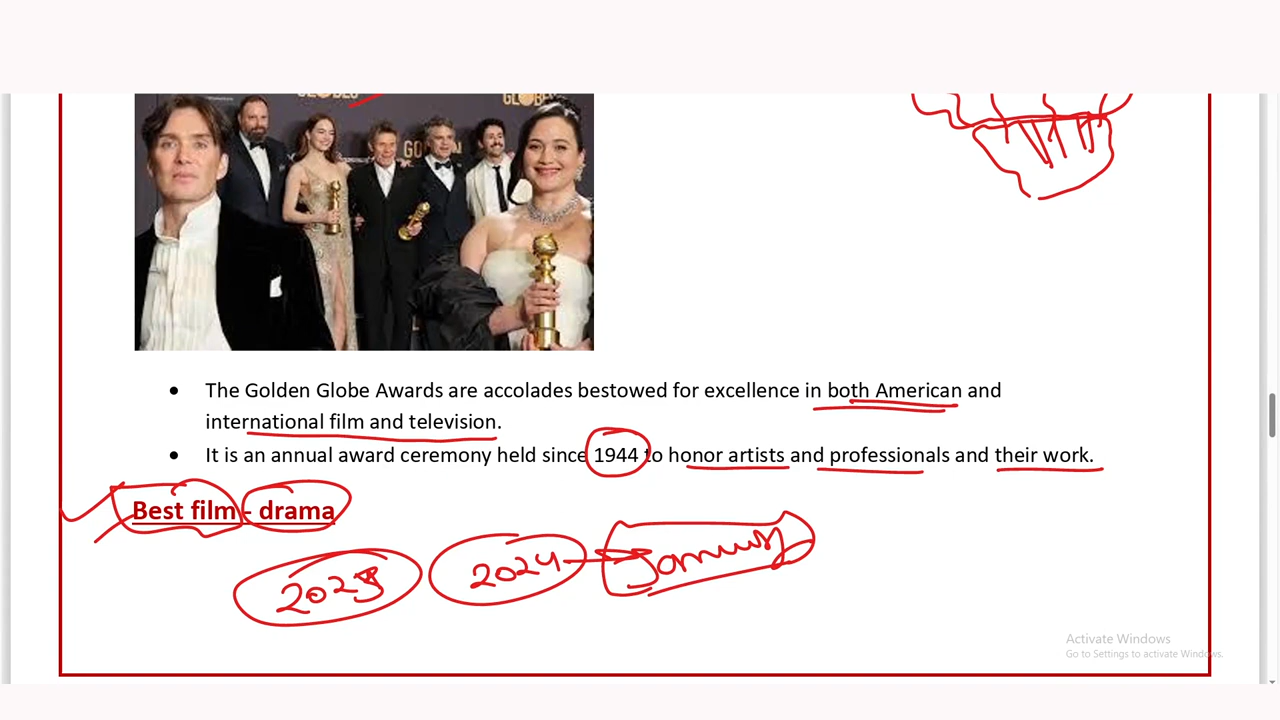 GOL
The Golden Globe Awards are accolades bestowed for excellence in both American and
international film and television.
It is an annual award ceremony held since 1944 to honor artists and professionals and their work.
Best film - drama
2023 2024 January
Activate Windows
Go to Settings to activate Windows.